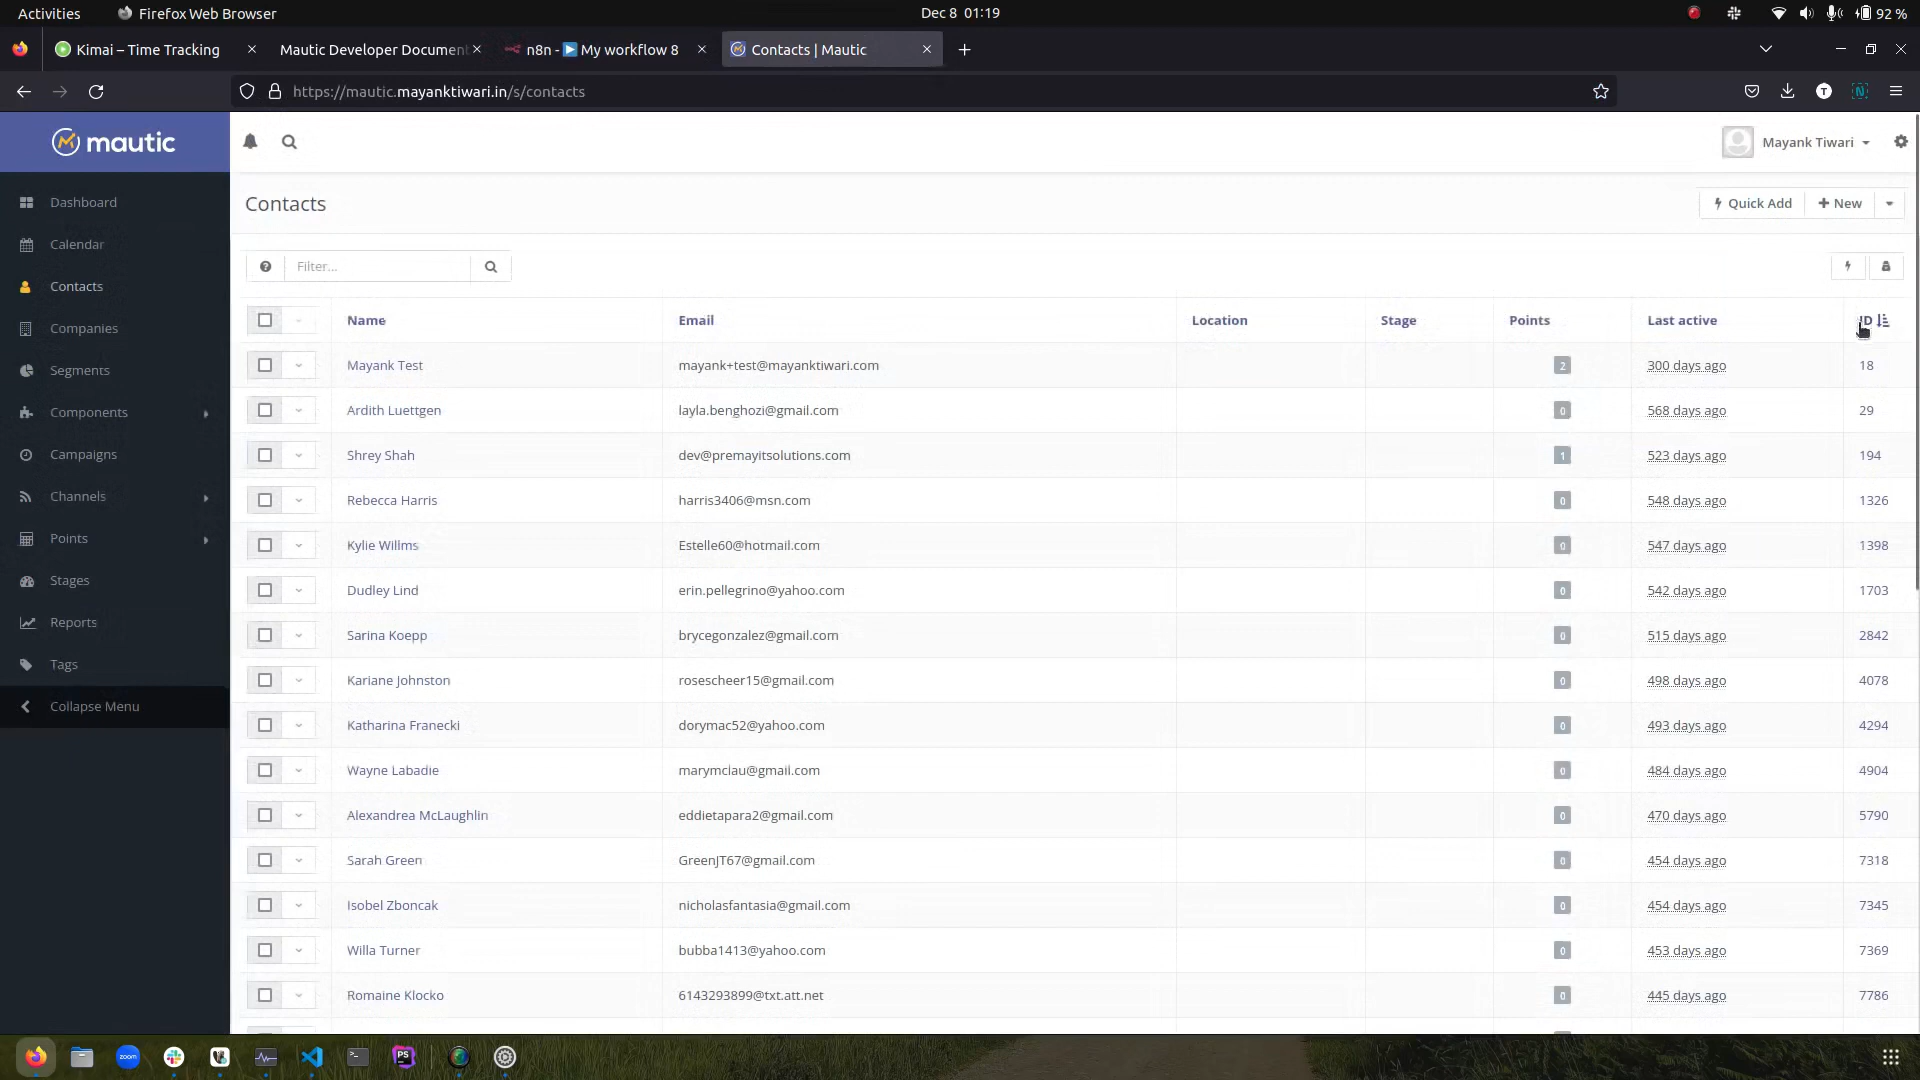 Activities Firefox Web Browser Dec 8 01:19 92 %
Kimai – Time Tracking Mautic Developer Document n8n - My workflow 8 Contacts | Mautic
https://mautic.mayanktiwari.in/s/contacts
mautic Mayank Tiwari
Contacts Quick Add New
Dashboard
Calendar
Contacts
Companies
Segments
Components
Campaigns
Channels
Points
Stages
Reports
Tags
Collapse Menu
Filter...
Name Email Location Stage Points Last active ID
Mayank Test mayank+test@mayanktiwari.com 2 300 days ago 18
Ardith Luettgen layla.benghozi@gmail.com 0 568 days ago 29
Shrey Shah dev@premayitsolutions.com 1 523 days ago 194
Rebecca Harris harris3406@msn.com 0 548 days ago 1326
Kylie Willms Estelle60@hotmail.com 0 547 days ago 1398
Dudley Lind erin.pellegrino@yahoo.com 0 542 days ago 1703
Sarina Koepp brycegonzalez@gmail.com 0 515 days ago 2842
Kariane Johnston rosescheer15@gmail.com 0 498 days ago 4078
Katharina Franecki dorymac52@yahoo.com 0 493 days ago 4294
Wayne Labadie marymclau@gmail.com 0 484 days ago 4904
Alexandrea McLaughlin eddietapara2@gmail.com 0 470 days ago 5790
Sarah Green GreenJT67@gmail.com 0 454 days ago 7318
Isobel Zboncak nicholasfantasia@gmail.com 0 454 days ago 7345
Willa Turner bubba1413@yahoo.com 0 453 days ago 7369
Romaine Klocko 6143293899@txt.att.net 0 445 days ago 7786
zoom PS